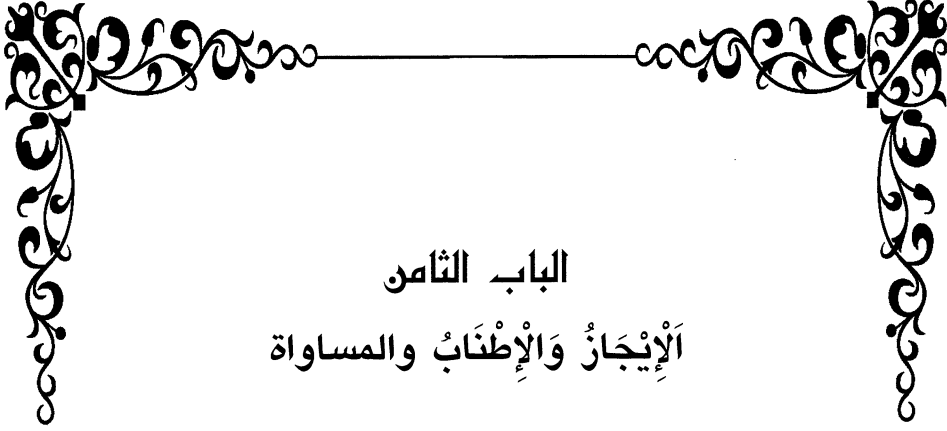 الباب الثامن
اَلْإِيْجَازُ وَالْإِطْنَابُ والمساواة